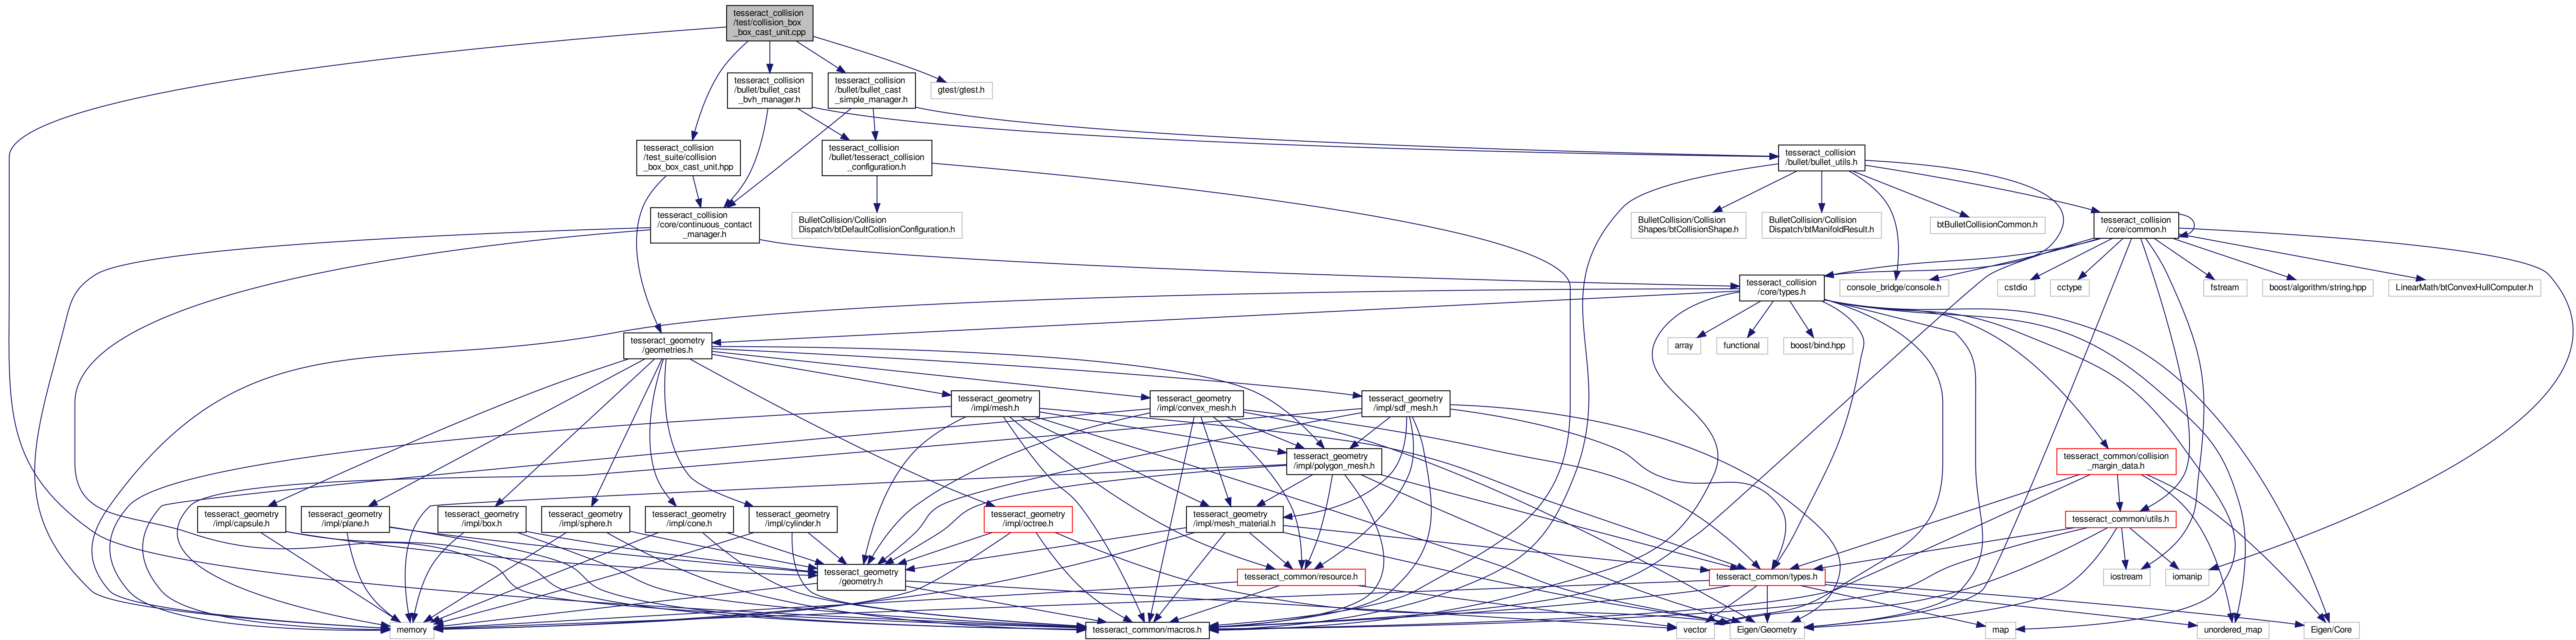 tesseract_collision
/test/collision_box
_box_cast_unit.cpp
tesseract_collision
/bullet/bullet_cast
_bvh_manager.h
tesseract_collision
/bullet/bullet_cast
_simple_manager.h
gtest/gtest.h
tesseract_collision
/test_suite/collision
_box_box_cast_unit.hpp
tesseract_collision
/bullet/tesseract_collision
_configuration.h
tesseract_collision
/bullet/bullet_utils.h
tesseract_collision
/core/continuous_contact
_manager.h
BulletCollision/Collision
Dispatch/btDefaultCollisionConfiguration.h
BulletCollision/Collision
Shapes/btCollisionShape.h
BulletCollision/Collision
Dispatch/btManifoldResult.h
btBulletCollisionCommon.h
tesseract_collision
/core/common.h
tesseract_collision
/core/types.h
console_bridge/console.h
cstdio
cctype
fstream
boost/algorithm/string.hpp
LinearMath/btConvexHullComputer.h
tesseract_geometry
/geometries.h
array
functional
boost/bind.hpp
tesseract_geometry
/impl/mesh.h
tesseract_geometry
/impl/convex_mesh.h
tesseract_geometry
/impl/sdf_mesh.h
tesseract_geometry
/impl/polygon_mesh.h
tesseract_common/collision
_margin_data.h
tesseract_geometry
/impl/capsule.h
tesseract_geometry
/impl/plane.h
tesseract_geometry
/impl/box.h
tesseract_geometry
/impl/sphere.h
tesseract_geometry
/impl/cone.h
tesseract_geometry
/impl/cylinder.h
tesseract_geometry
/impl/octree.h
tesseract_geometry
/impl/mesh_material.h
tesseract_common/utils.h
tesseract_geometry
/geometry.h
tesseract_common/resource.h
tesseract_common/types.h
iostream
iomanip
memory
tesseract_common/macros.h
vector
Eigen/Geometry
map
unordered_map
Eigen/Core